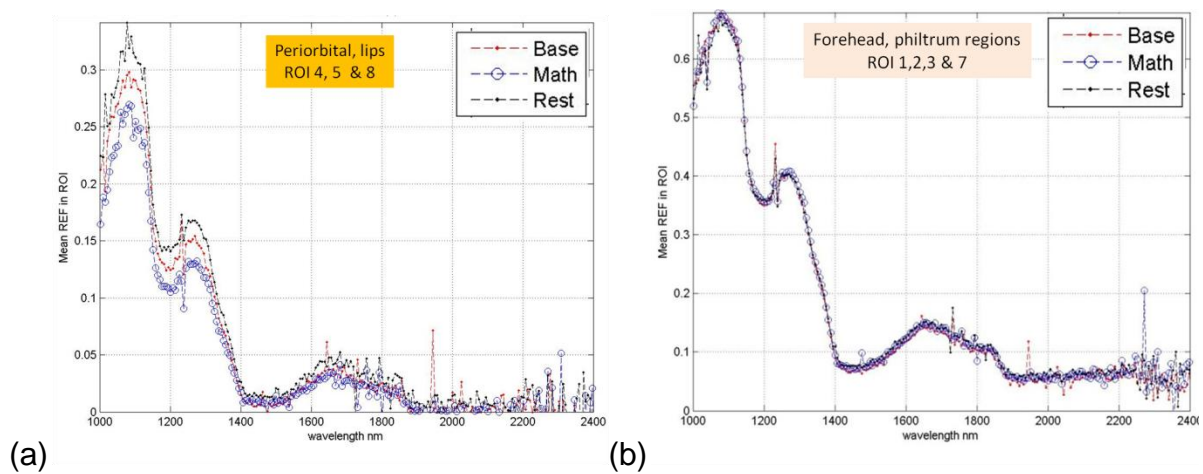 Periorbital, lips
ROI 4, 5 & 8
Base
Math
Rest
Mean REF in ROI
0.3
0.25
0.2
0.15
0.1
0.05
0
1000 1200 1400 1600 1800 2000 2200 2400
wavelength nm
(a)
Forehead, philtrum regions
ROI 1,2,3 & 7
Base
Math
Rest
Mean REF in ROI
0.6
0.5
0.4
0.3
0.2
0.1
0
1000 1200 1400 1600 1800 2000 2200 2400
wavelength nm
(b)